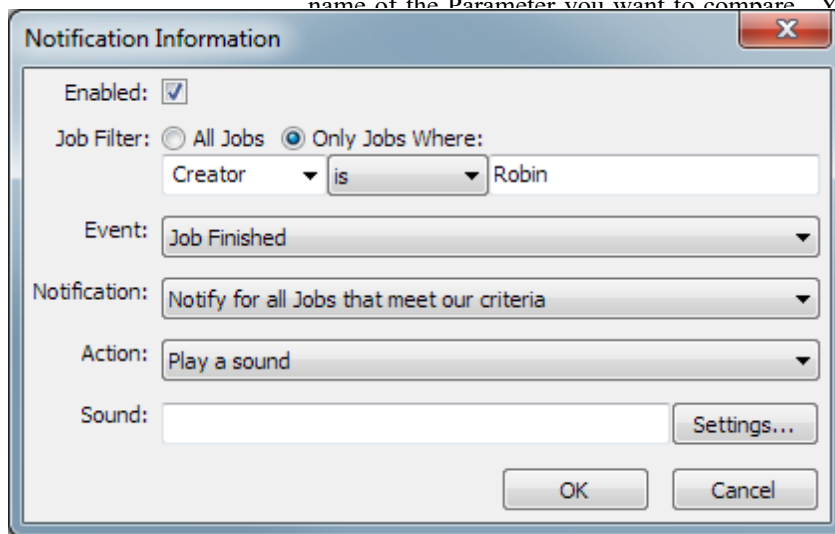 name of the Parameter you want to compare. Y
Notification Information
Enabled:
Job Filter: All Jobs Only Jobs Where:
Creator is Robin
Event: Job Finished
Notification: Notify for all Jobs that meet our criteria
Action: Play a sound
Sound: Settings...
OK Cancel